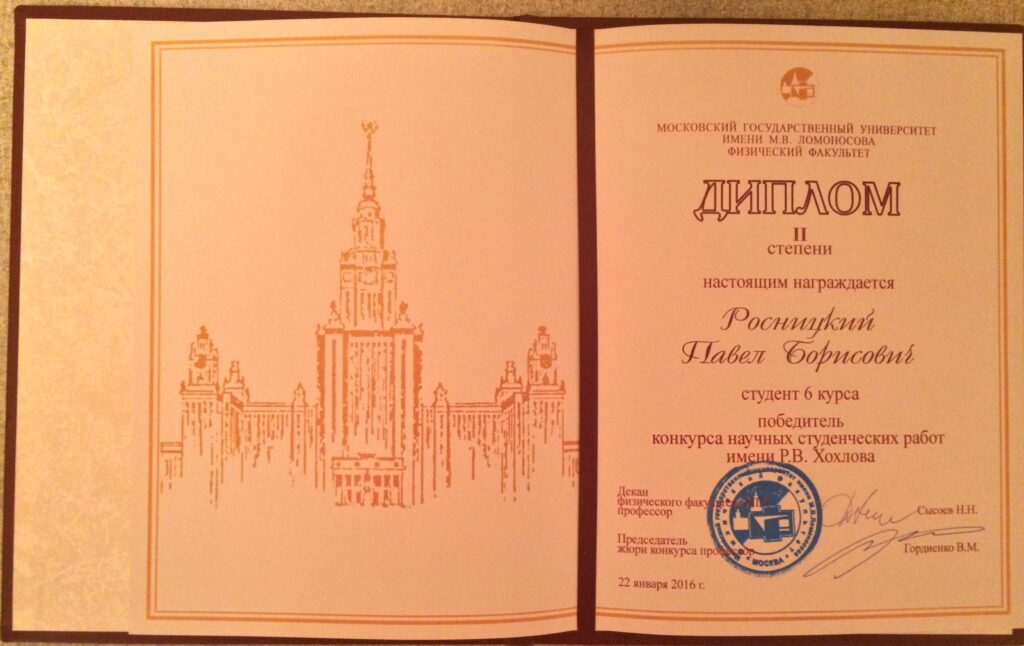 МОСКОВСКИЙ ГОСУДАРСТВЕННЫЙ УНИВЕРСИТЕТ
ИМЕНИ М.В. ЛОМОНОСОВА
ФИЗИЧЕСКИЙ ФАКУЛЬТЕТ
ДИПЛОМ
II
степени
настоящим награждается
Росницкий
Павел Борисович
студент 6 курса
победитель
конкурса научных студенческих работ
имени Р.В. Хохлова
Декан
физического
профессор
Сысоев Н.Н.
Председатель
жюри конкурса профессор
Гордиенко В.М.
МОСКВА
22 января 2016 г.